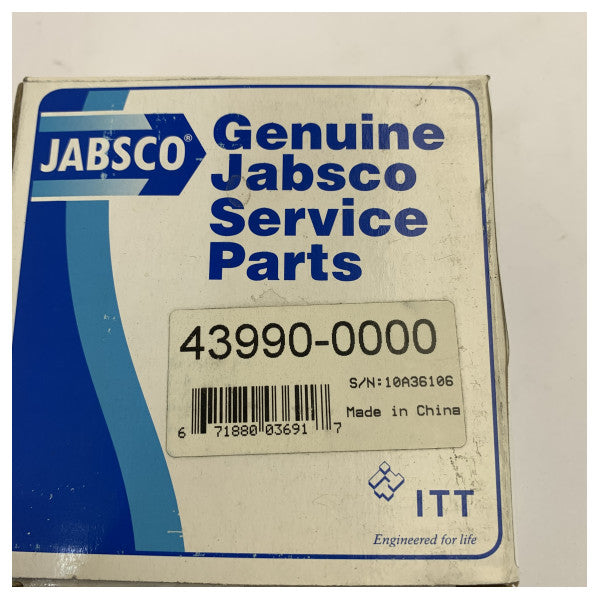 JABSCO®
Genuine
Jabsco
Service
Parts
43990-0000
S/N:10A36106
Made in China
6 71880 03691 7
ITT
Engineered for life